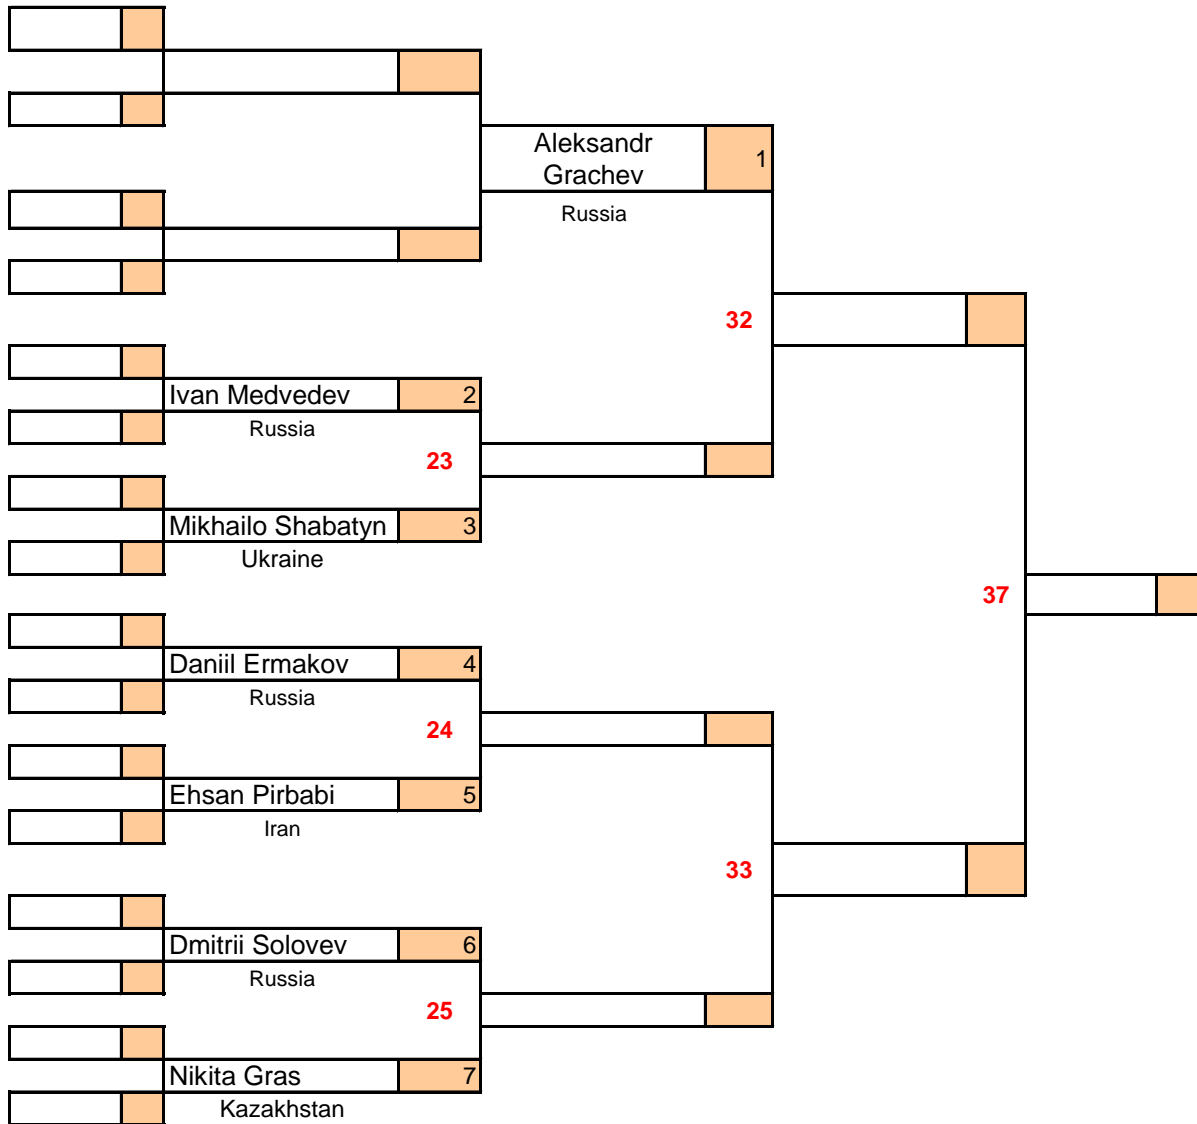 Aleksandr
Grachev
1
Russia
32
Ivan Medvedev
2
Russia
23
Mikhailo Shabatyn
3
Ukraine
37
Daniil Ermakov
4
Russia
24
Ehsan Pirbabi
5
Iran
33
Dmitrii Solovev
6
Russia
25
Nikita Gras
7
Kazakhstan